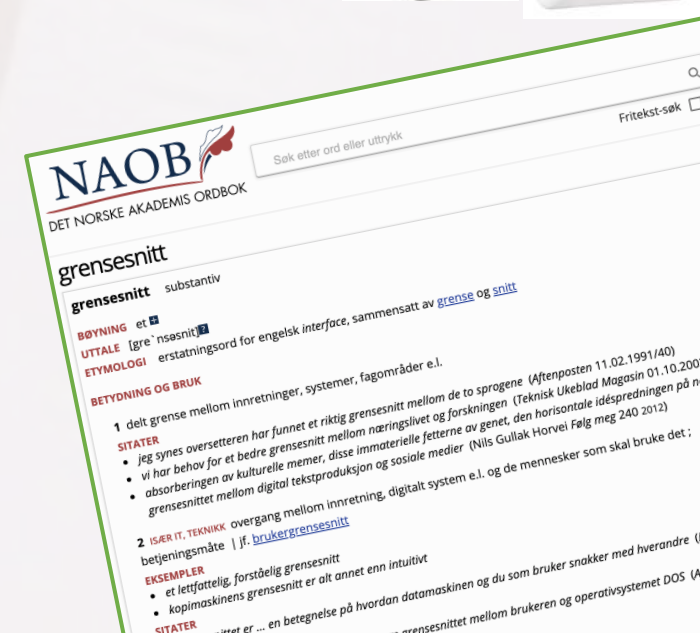 NAOB
DET NORSKE AKADEMIS ORDBOK
Søk etter ord eller uttrykk
Fritekst-søk
grensesnitt
grensesnitt substantiv
BØYNING et
UTTALE [gre`nsəsnit]
ETYMOLOGI erstatningsord for engelsk interface, sammensatt av grense og snitt
BETYDNING OG BRUK
1 delt grense mellom innretninger, systemer, fagområder e.l.
SITATER
• jeg synes oversetteren har funnet et riktig grensesnitt mellom de to sprogene (Aftenposten 11.02.1991/40)
• vi har behov for et bedre grensesnitt mellom næringslivet og forskningen (Teknisk Ukeblad Magasin 01.10.200
• absorberingen av kulturelle memer, disse immaterielle fetterne av genet, den horisontale idéspredningen på
grensesnittet mellom digital tekstproduksjon og sosiale medier (Nils Gullak Horvei Følg meg 240 2012)
2 ISÆR IT, TEKNIKK overgang mellom innretning, digitalt system e.l. og de mennesker som skal bruke det ;
betjeningsmåte | jf. brukergrensesnitt
EKSEMPLER
• et lettfattelig, forståelig grensesnitt
• kopimaskinens grensesnitt er alt annet enn intuitivt
SITATER
er ... en betegnelse på hvordan datamaskinen og du som bruker snakker med hverandre
grensesnittet mellom brukeren og operativsystemet DOS